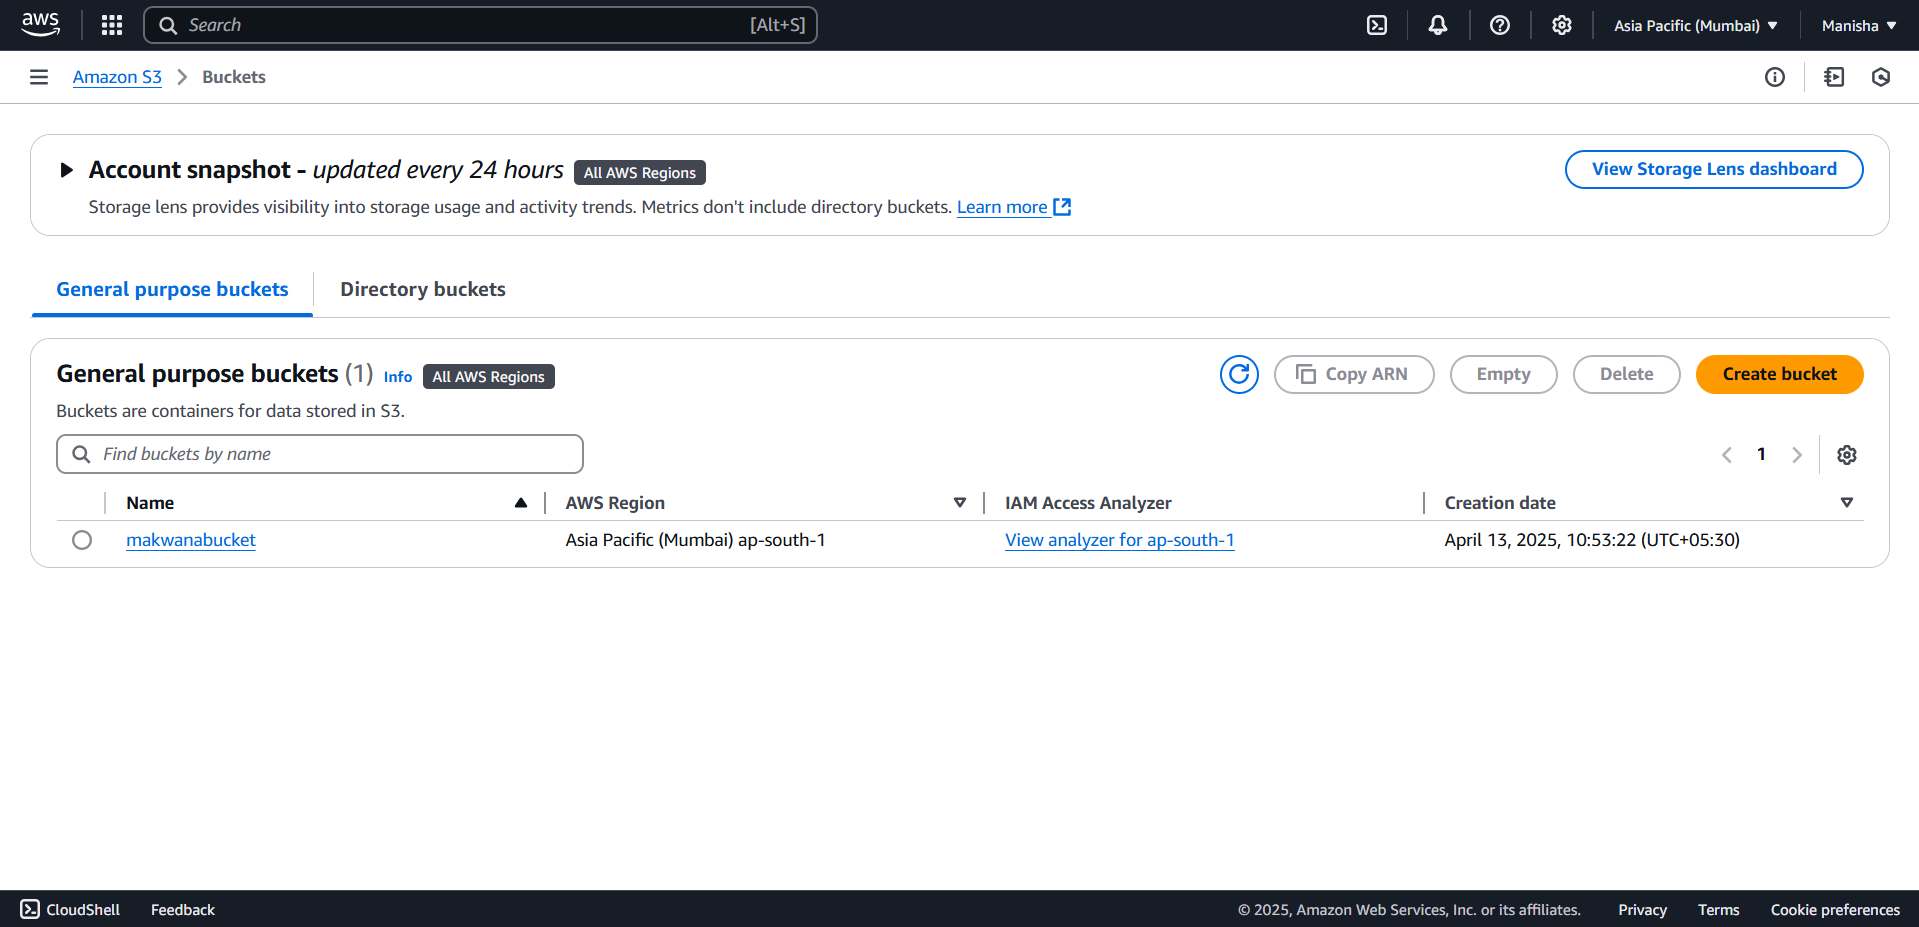 aws Search [Alt+S] Asia Pacific (Mumbai) Manisha
Amazon S3 Buckets
Account snapshot - updated every 24 hours All AWS Regions View Storage Lens dashboard
Storage lens provides visibility into storage usage and activity trends. Metrics don't include directory buckets. Learn more
General purpose buckets Directory buckets
General purpose buckets (1) Info All AWS Regions Copy ARN Empty Delete Create bucket
Buckets are containers for data stored in S3.
Find buckets by name 1
Name AWS Region IAM Access Analyzer Creation date
makwanabucket Asia Pacific (Mumbai) ap-south-1 View analyzer for ap-south-1 April 13, 2025, 10:53:22 (UTC+05:30)
CloudShell Feedback © 2025, Amazon Web Services, Inc. or its affiliates. Privacy Terms Cookie preferences